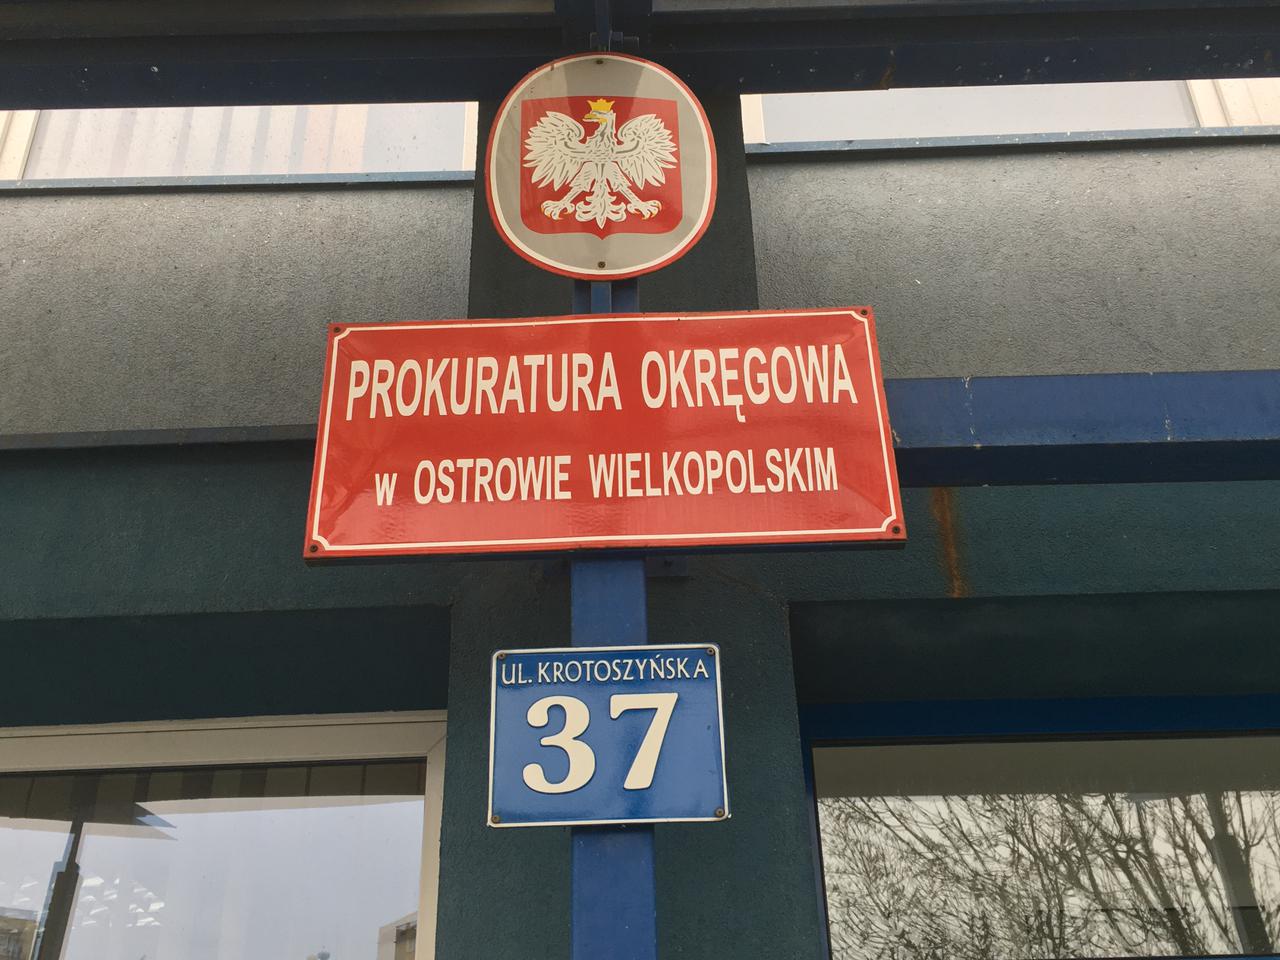 PROKURATURA OKRĘGOWA
w OSTROWIE WIELKOPOLSKIM
UL. KROTOSZYŃSKA
37